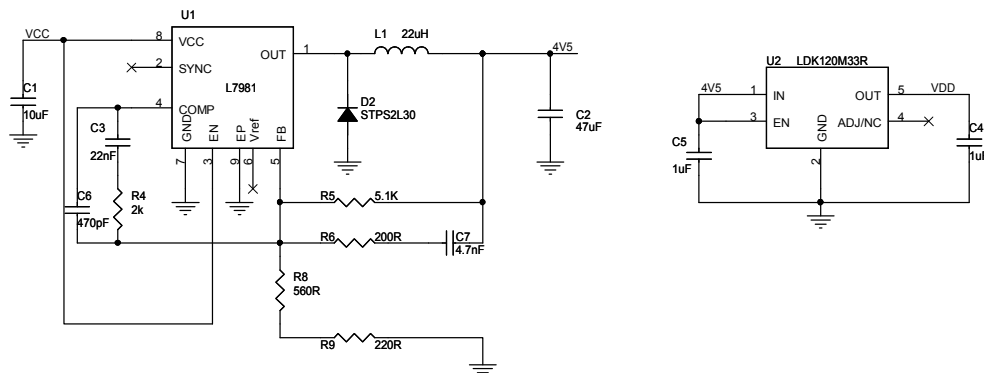 U1
VCC
8
VCC
OUT
1
L1 22uH
4V5
2
SYNC
L7981
4
COMP
GND
EN
EP
Vref
FB
7
3
9
6
5
C1
10uF
C3
22nF
C6
470pF
R4
2k
D2
STPS2L30
C2
47uF
R5
5.1K
R6
200R
C7
4.7nF
R8
560R
R9
220R
U2 LDK120M33R
4V5
1
IN
OUT
5
VDD
3
EN
ADJ/NC
4
GND
2
C5
1uF
C4